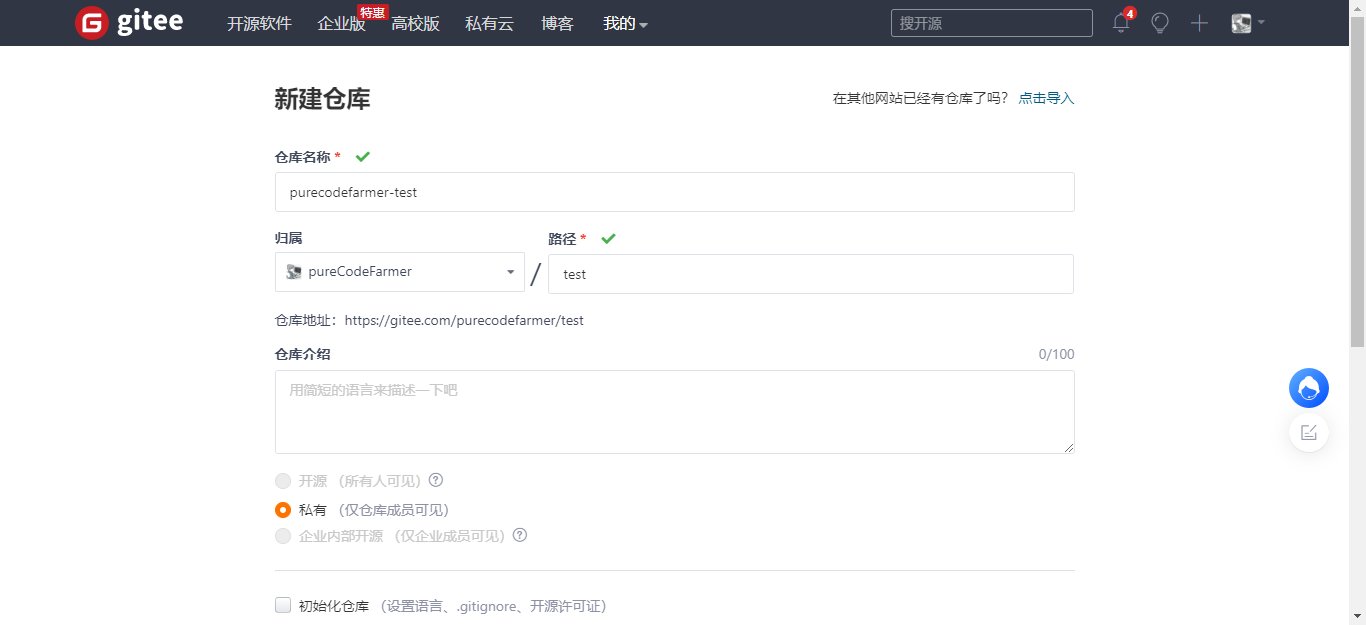 gitee 开源软件 企业版 特惠 高校版 私有云 博客 我的 搜开源 4
新建仓库 在其他网站已经有仓库了吗？ 点击导入
仓库名称 *
purecodefarmer-test
归属 路径 *
pureCodeFarmer / test
仓库地址：https://gitee.com/purecodefarmer/test
仓库介绍 0/100
用简短的语言来描述一下吧
开源 （所有人可见）
私有 （仅仓库成员可见）
企业内部开源 （仅企业成员可见）
初始化仓库 （设置语言、.gitignore、开源许可证）